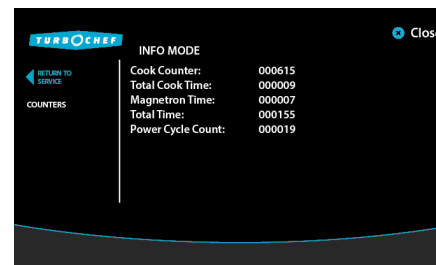 TURBOCHEF
Close
INFO MODE
RETURN TO
SERVICE
COUNTERS
Cook Counter: 000615
Total Cook Time: 000009
Magnetron Time: 000007
Total Time: 000155
Power Cycle Count: 000019